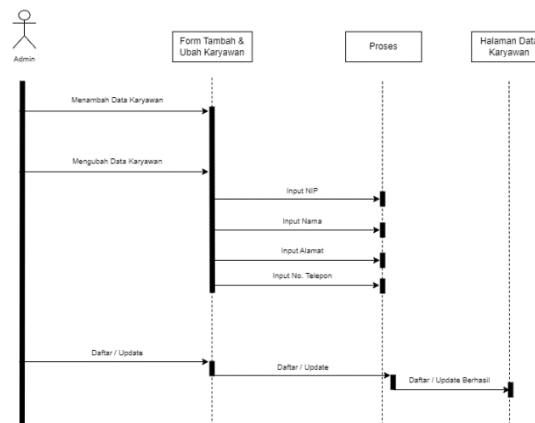 Form Tambah &
Ubah Karyawan
Proses
Halaman Data
Karyawan
Admin
Menambah Data Karyawan
Mengubah Data Karyawan
Input NIP
Input Nama
Input Alamat
Input No. Telepon
Daftar / Update
Daftar / Update
Daftar / Update Berhasil